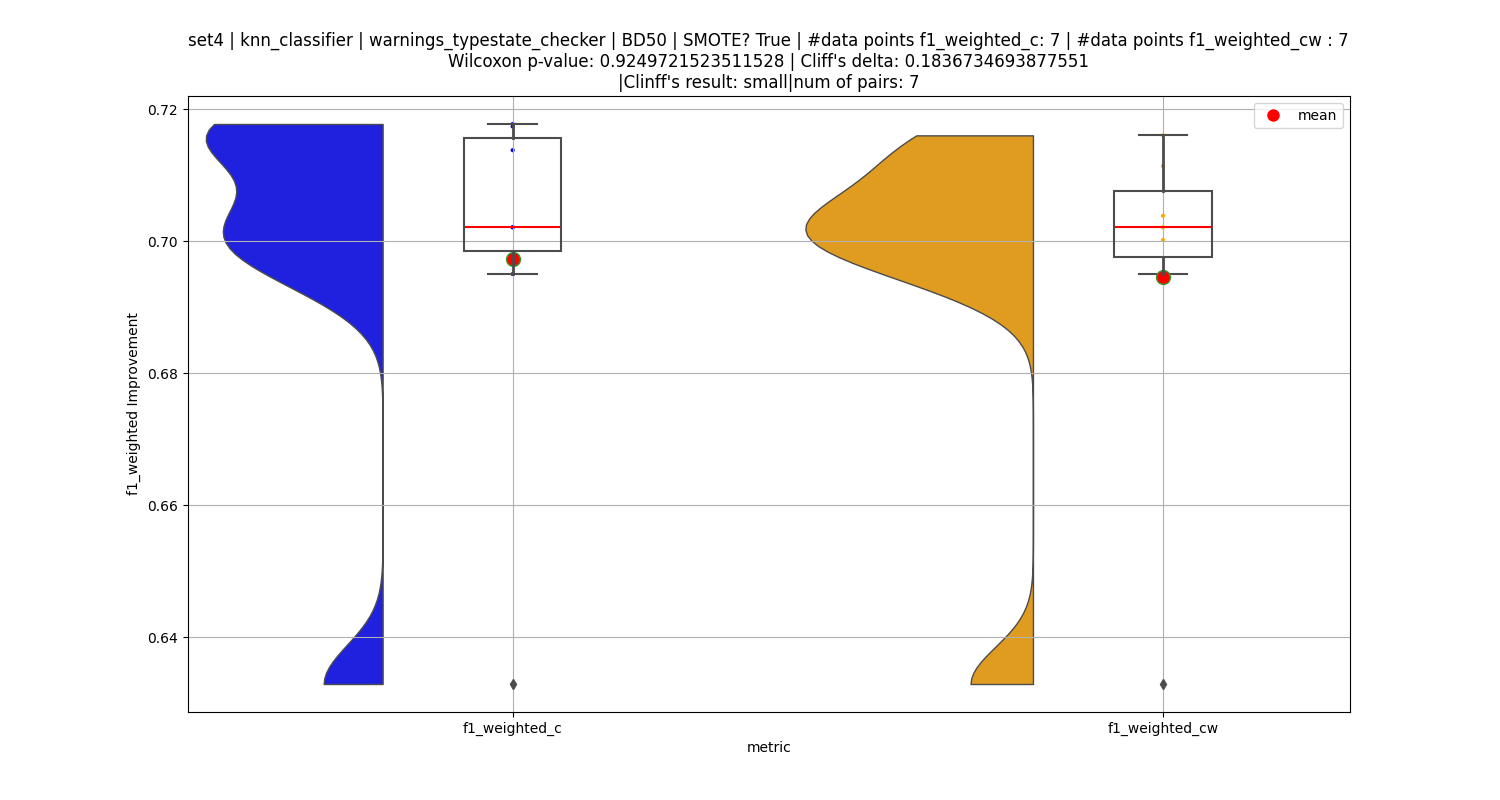 set4 | knn_classifier | warnings_typestate_checker | BD50 | SMOTE? True | #data points f1_weighted_c: 7 | #data points f1_weighted_cw : 7
Wilcoxon p-value: 0.9249721523511528 | Cliff's delta: 0.1836734693877551
|Clinff's result: small|num of pairs: 7
mean
0.72
0.70
0.68
0.66
0.64
f1_weighted Improvement
f1_weighted_c
f1_weighted_cw
metric